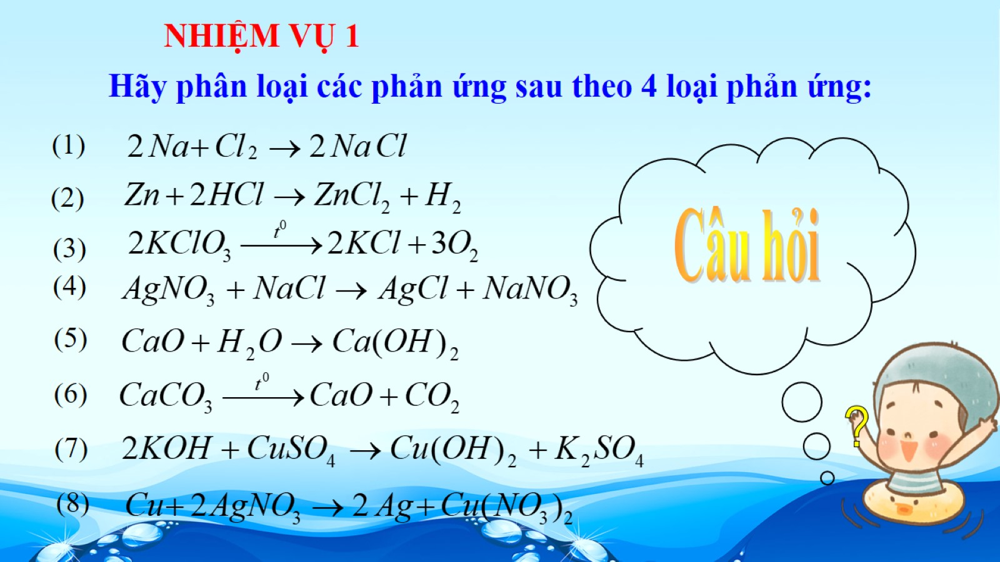 NHIỆM VỤ 1
Hãy phân loại các phản ứng sau theo 4 loại phản ứng:
(1) 2Na + Cl₂ → 2NaCl
(2) Zn + 2HCl → ZnCl₂ + H₂
(3) 2KClO₃ —t⁰→ 2KCl + 3O₂
(4) AgNO₃ + NaCl → AgCl + NaNO₃
(5) CaO + H₂O → Ca(OH)₂
(6) CaCO₃ —t⁰→ CaO + CO₂
(7) 2KOH + CuSO₄ → Cu(OH)₂ + K₂SO₄
(8) Cu + 2AgNO₃ → 2Ag + Cu(NO₃)₂
Câu hỏi
?